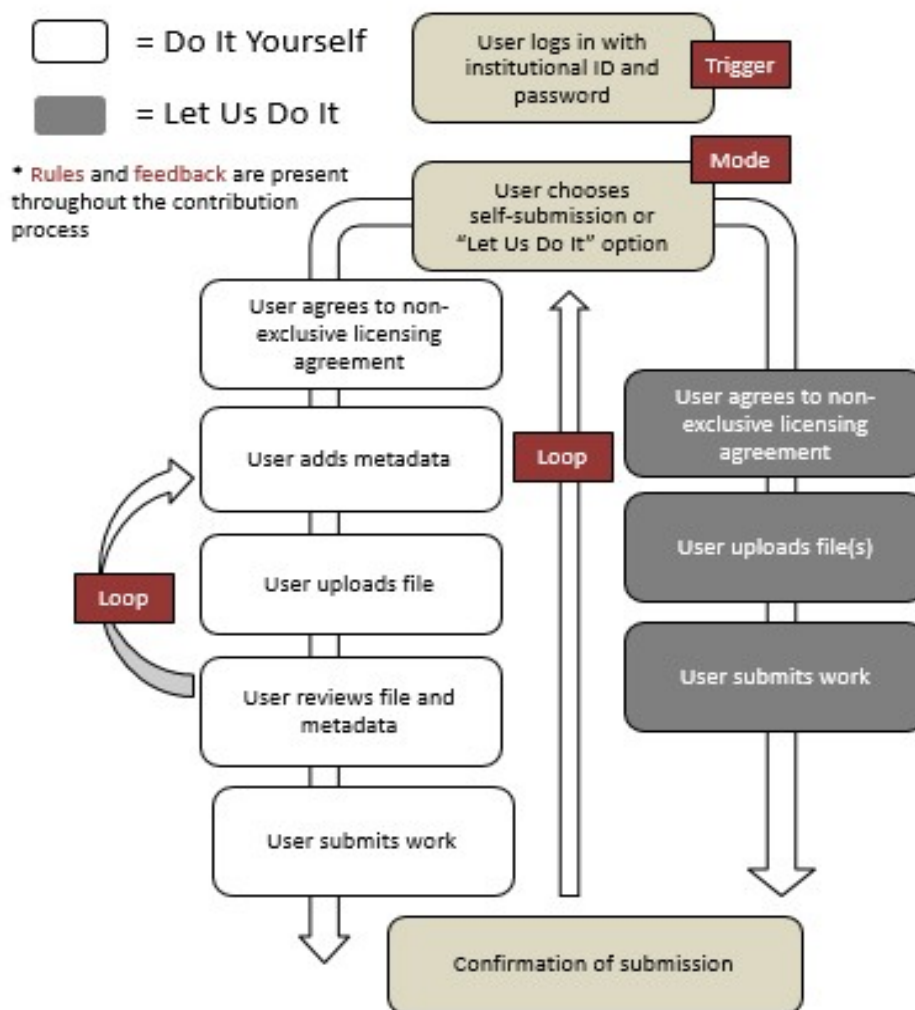 = Do It Yourself
= Let Us Do It
* Rules and feedback are present
throughout the contribution
process
User logs in with
institutional ID and
password
Trigger
Mode
User chooses
self-submission or
“Let Us Do It” option
User agrees to non-
exclusive licensing
agreement
User adds metadata
User uploads file
Loop
User reviews file and
metadata
User submits work
Loop
User agrees to non-
exclusive licensing
agreement
User uploads file(s)
User submits work
Confirmation of submission